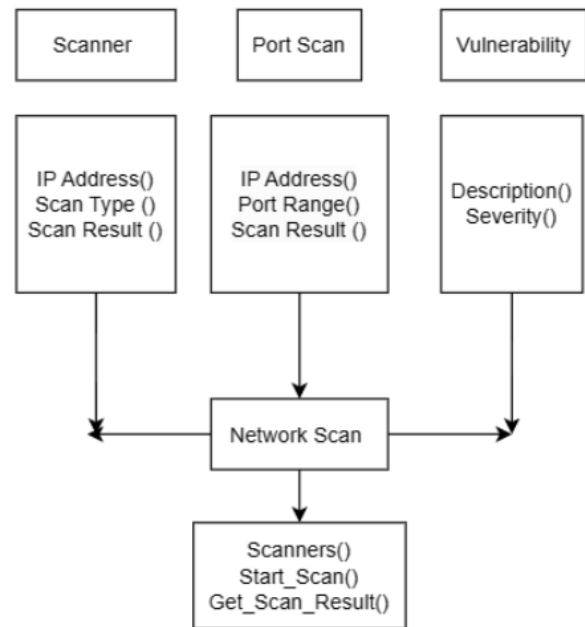 Scanner
Port Scan
Vulnerability
IP Address()
Scan Type ()
Scan Result ()
IP Address()
Port Range()
Scan Result ()
Description()
Severity()
Network Scan
Scanners()
Start_Scan()
Get_Scan_Result()